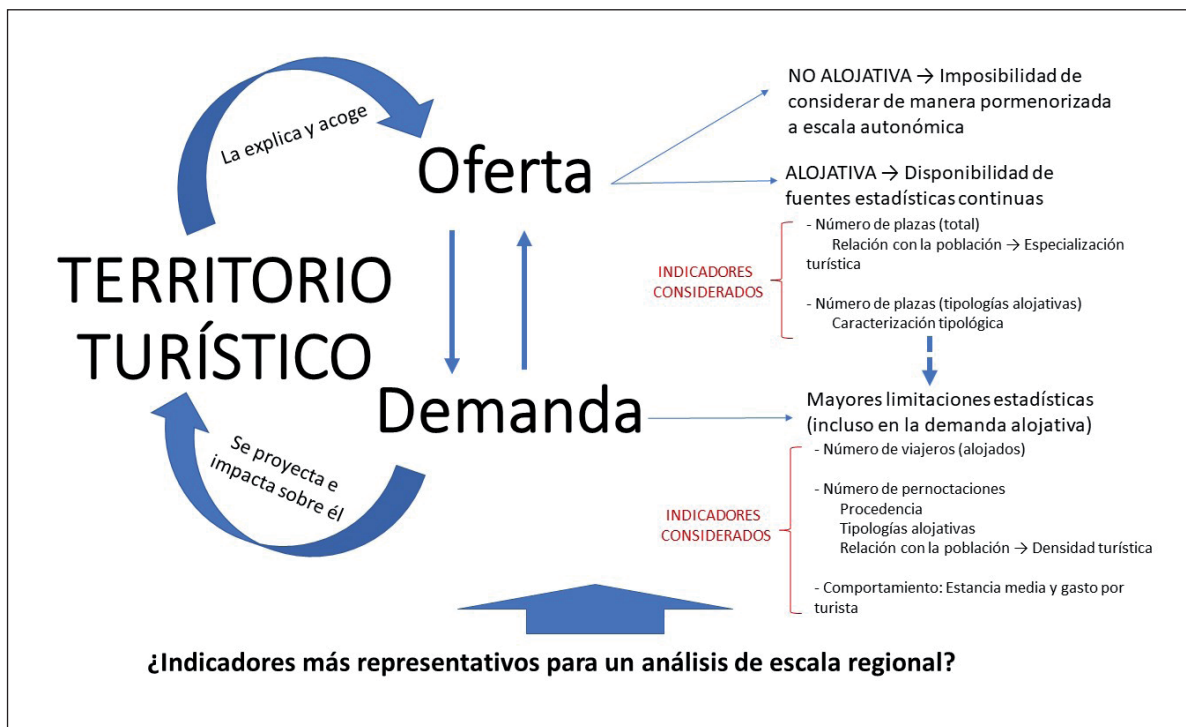 La explica y acoge
Oferta
TERRITORIO
TURÍSTICO
Demanda
Se proyecta e
impacta sobre él
NO ALOJATIVA → Imposibilidad de
considerar de manera pormenorizada
a escala autonómica
ALOJATIVA → Disponibilidad de
fuentes estadísticas continuas
INDICADORES
CONSIDERADOS
- Número de plazas (total)
Relación con la población → Especialización
turística
- Número de plazas (tipologías alojativas)
Caracterización tipológica
Mayores limitaciones estadísticas
(incluso en la demanda alojativa)
INDICADORES
CONSIDERADOS
- Número de viajeros (alojados)
- Número de pernoctaciones
Procedencia
Tipologías alojativas
Relación con la población → Densidad turística
- Comportamiento: Estancia media y gasto por
turista
¿Indicadores más representativos para un análisis de escala regional?